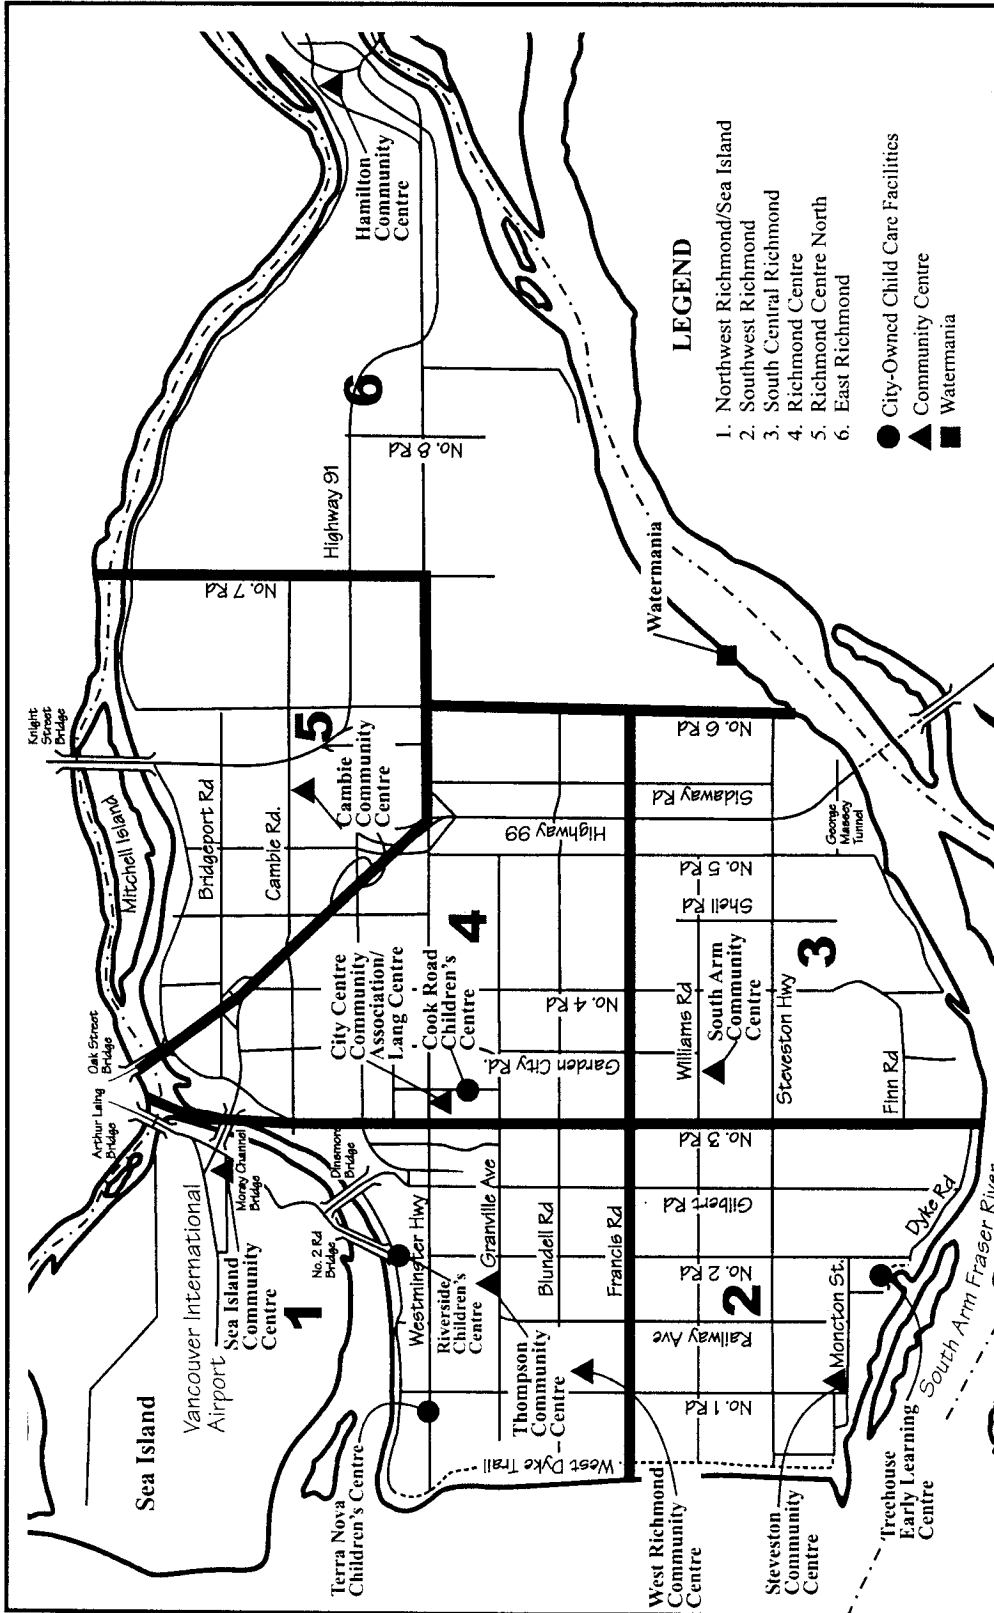 Knight
Street
Bridge
Mitchell Island
Oak Street
Bridge
Arthur Laing
Bridge
Moray Channel
Bridge
Dinsmore
Bridge
No. 2 Rd
Bridge
Sea Island
Vancouver International
Airport
Sea Island
Community
Centre
1
Bridgeport Rd
Cambie Rd.
No. 7 Rd
Highway 91
5
Cambie
Community
Centre
6
No. 8 Rd
Hamilton
Community
Centre
City Centre
Community
Association/
Lang Centre
Cook Road
Children's
Centre
4
Terra Nova
Children's Centre
Westminster Hwy
Riverside
Children's
Centre
Granville Ave
Thompson
Community
Centre
Blundell Rd
Francis Rd
West Dyke Trail
West Richmond
Community
Centre
Highway 99
No. 4 Rd
Garden City Rd.
Williams Rd
South Arm
Community
Centre
3
Shell Rd
No. 5 Rd
Sidaway Rd
No. 6 Rd
Steveston Hwy
Finn Rd
George
Massey
Tunnel
No. 3 Rd
Gilbert Rd
No. 2 Rd
2
Railway Ave
No. 1 Rd
Moncton St.
Dyke Rd
Steveston
Community
Centre
Treehouse
Early Learning
Centre
South Arm Fraser River
Watermania
LEGEND
1. Northwest Richmond/Sea Island
2. Southwest Richmond
3. South Central Richmond
4. Richmond Centre
5. Richmond Centre North
6. East Richmond
City-Owned Child Care Facilities
Community Centre
Watermania